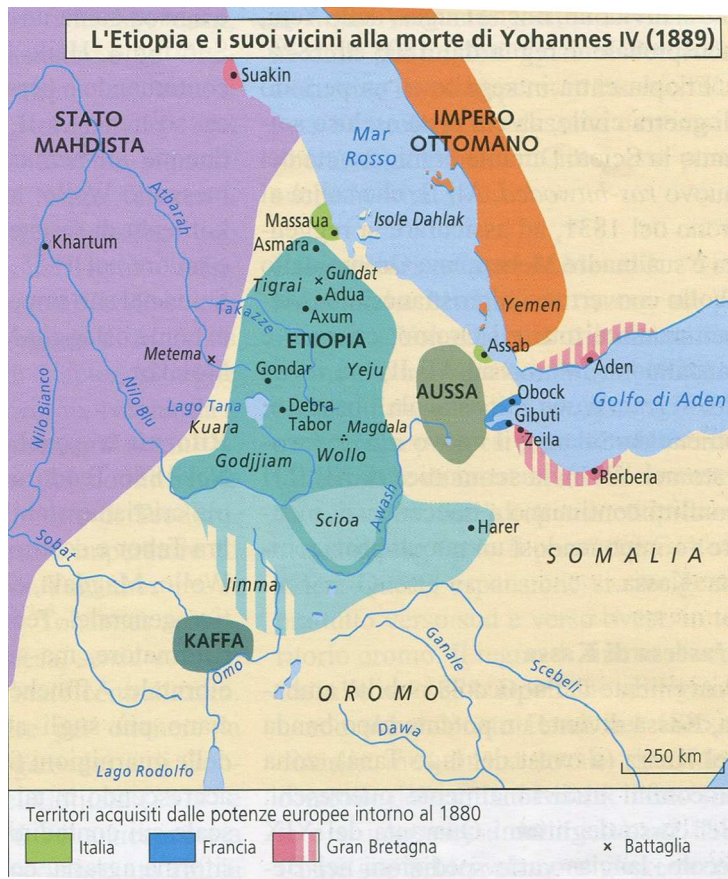 L'Etiopia e i suoi vicini alla morte di Yohannes IV (1889)
Suakin
STATO
MAHDISTA
Mar
Rosso
IMPERO
OTTOMANO
Atbarah
Massaua
Isole Dahlak
Khartum
Asmara
Gundat
Tigrai
Adua
Takazze
Axum
Yemen
ETIOPIA
Metema
Assab
Gondar
Yeju
Aden
AUSSA
Obock
Golfo di Aden
Nilo Bianco
Nilo Blu
Lago Tana
Debra
Tabor
Gibuti
Kuara
Magdala
Zeila
Godjjiam
Wollo
Berbera
Scioa
Awash
Harer
Sobat
SOMALIA
Jimma
KAFFA
Omo
Ganale
Scebeli
OROMO
Dawa
250 km
Lago Rodolfo
Territori acquisiti dalle potenze europee intorno al 1880
Italia
Francia
Gran Bretagna
Battaglia